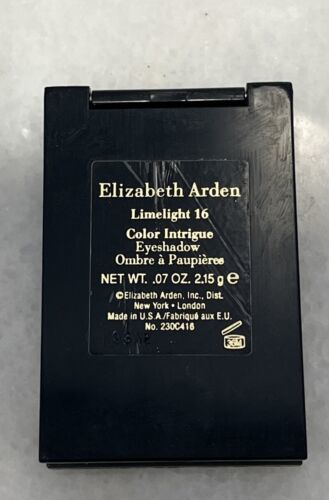 Elizabeth Arden
Limelight 16
Color Intrigue
Eyeshadow
Ombre à Paupières
NET WT. .07 OZ. 2.15 g ℮
©Elizabeth Arden, Inc., Dist.
New York • London
Made in U.S.A./Fabriqué aux E.U.
No. 230C416